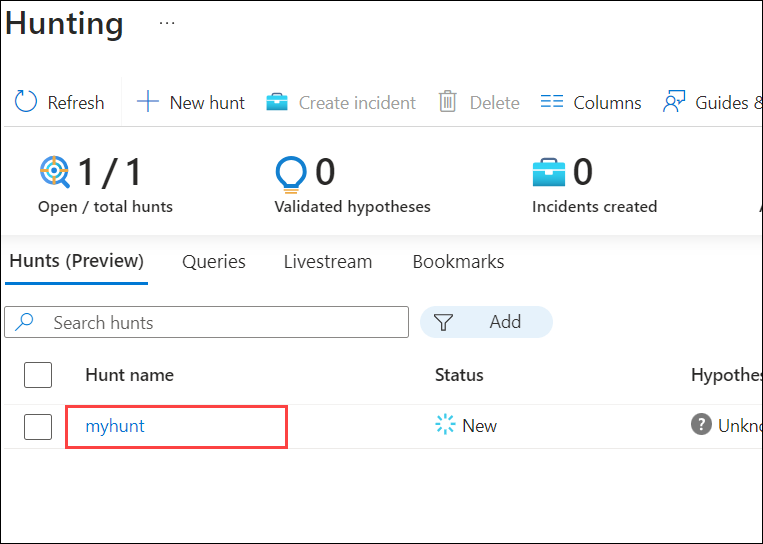 Hunting ...
Refresh New hunt Create incident Delete Columns Guides &
1 / 1 0 0
Open / total hunts Validated hypotheses Incidents created
Hunts (Preview) Queries Livestream Bookmarks
Search hunts Add
Hunt name Status Hypothes
myhunt New ? Unkno